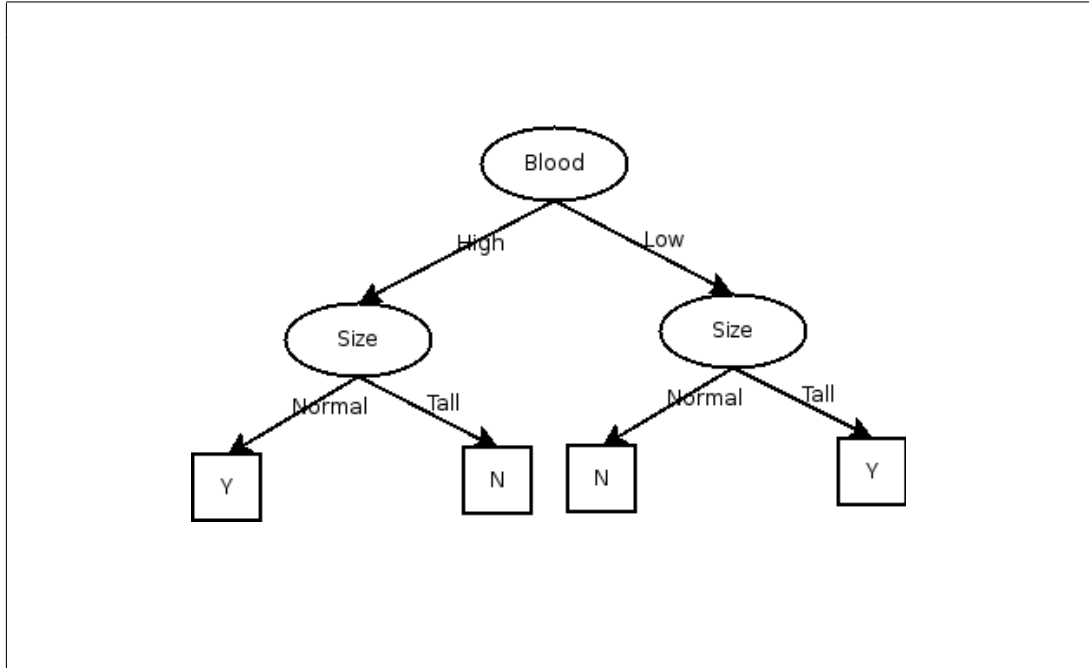 Blood
High
Low
Size
Size
Normal
Tall
Normal
Tall
Y
N
N
Y